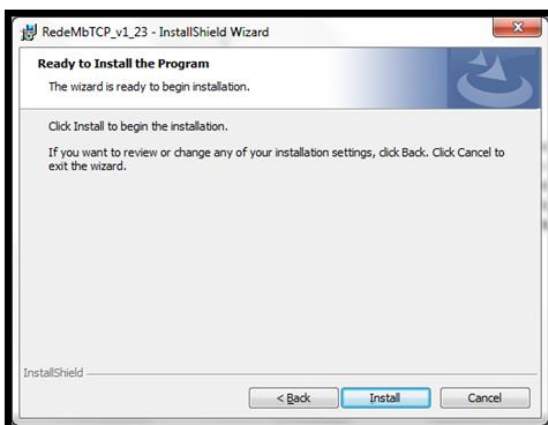 RedeMbTCP_v1_23 - InstallShield Wizard
Ready to Install the Program
The wizard is ready to begin installation.
Click Install to begin the installation.
If you want to review or change any of your installation settings, click Back. Click Cancel to
exit the wizard.
InstallShield
< Back
Install
Cancel